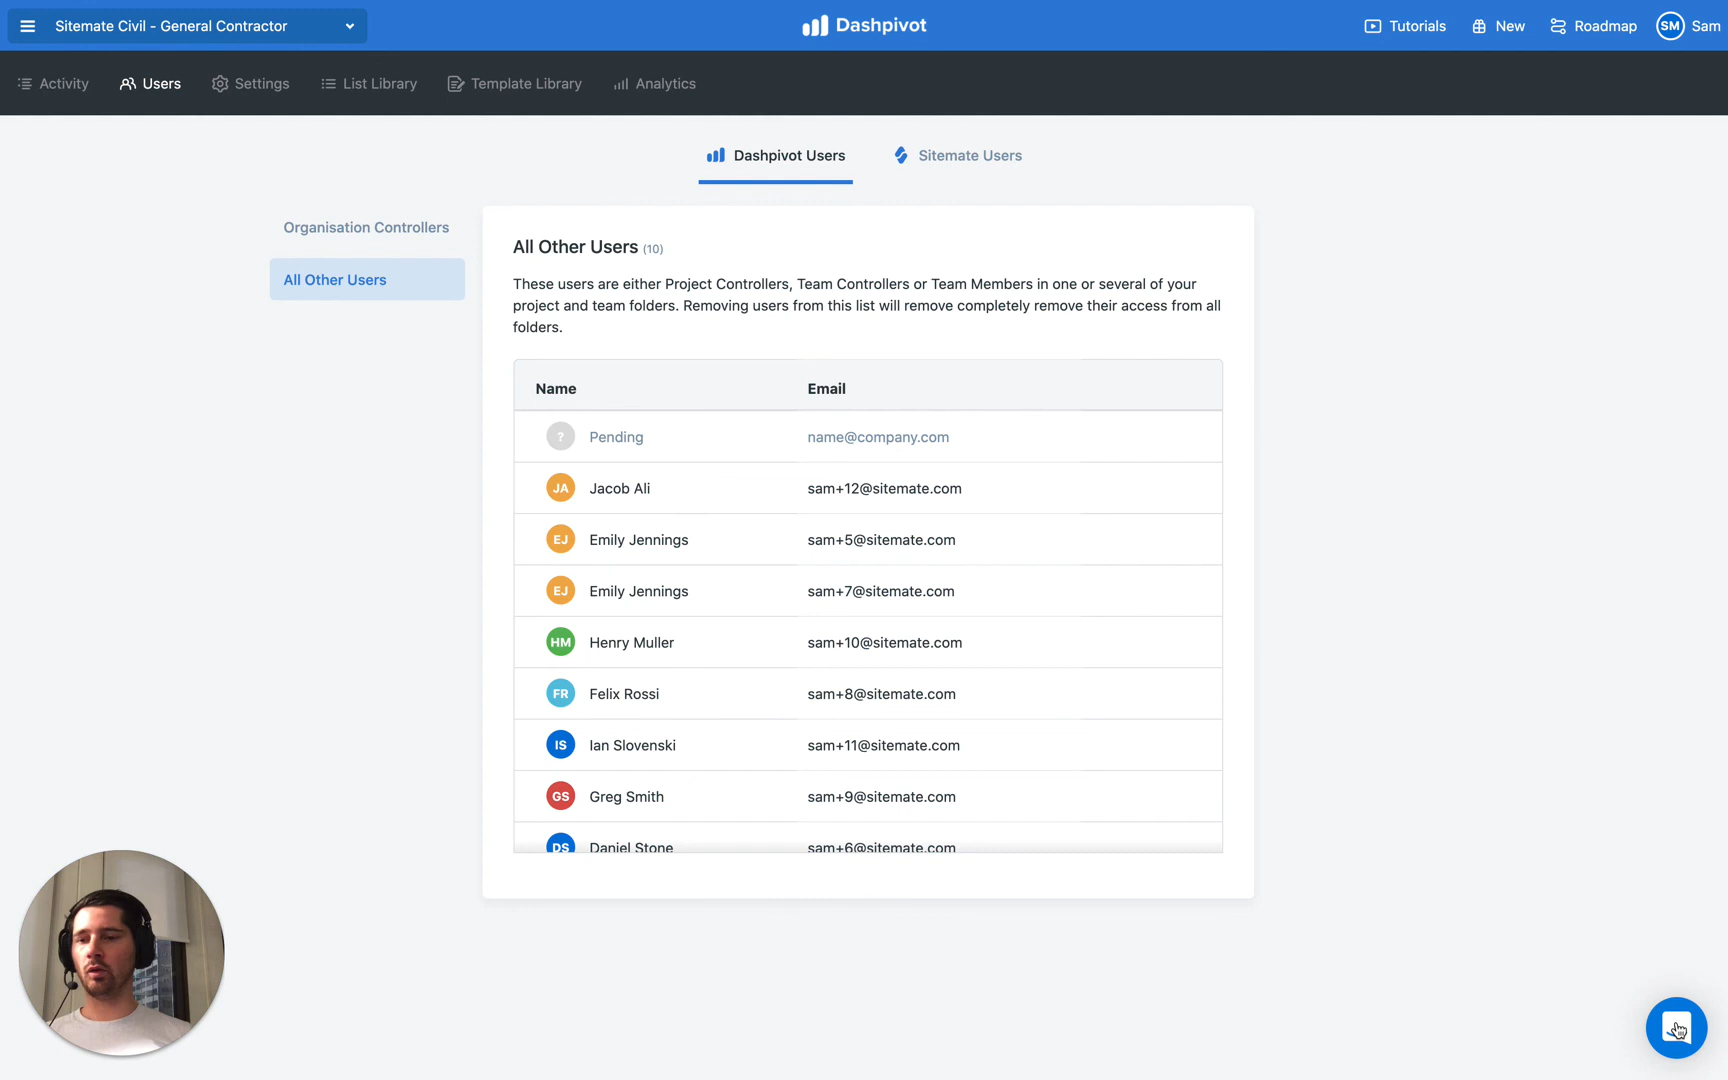 Sitemate Civil - General Contractor
Dashpivot
Tutorials
New
Roadmap
SM
Sam
Activity
Users
Settings
List Library
Template Library
Analytics
Dashpivot Users
Sitemate Users
Organisation Controllers
All Other Users
All Other Users (10)
These users are either Project Controllers, Team Controllers or Team Members in one or several of your
project and team folders. Removing users from this list will remove completely remove their access from all
folders.
Name Email
? Pending name@company.com
JA Jacob Ali sam+12@sitemate.com
EJ Emily Jennings sam+5@sitemate.com
EJ Emily Jennings sam+7@sitemate.com
HM Henry Muller sam+10@sitemate.com
FR Felix Rossi sam+8@sitemate.com
IS Ian Slovenski sam+11@sitemate.com
GS Greg Smith sam+9@sitemate.com
DS Daniel Stone sam+6@sitemate.com